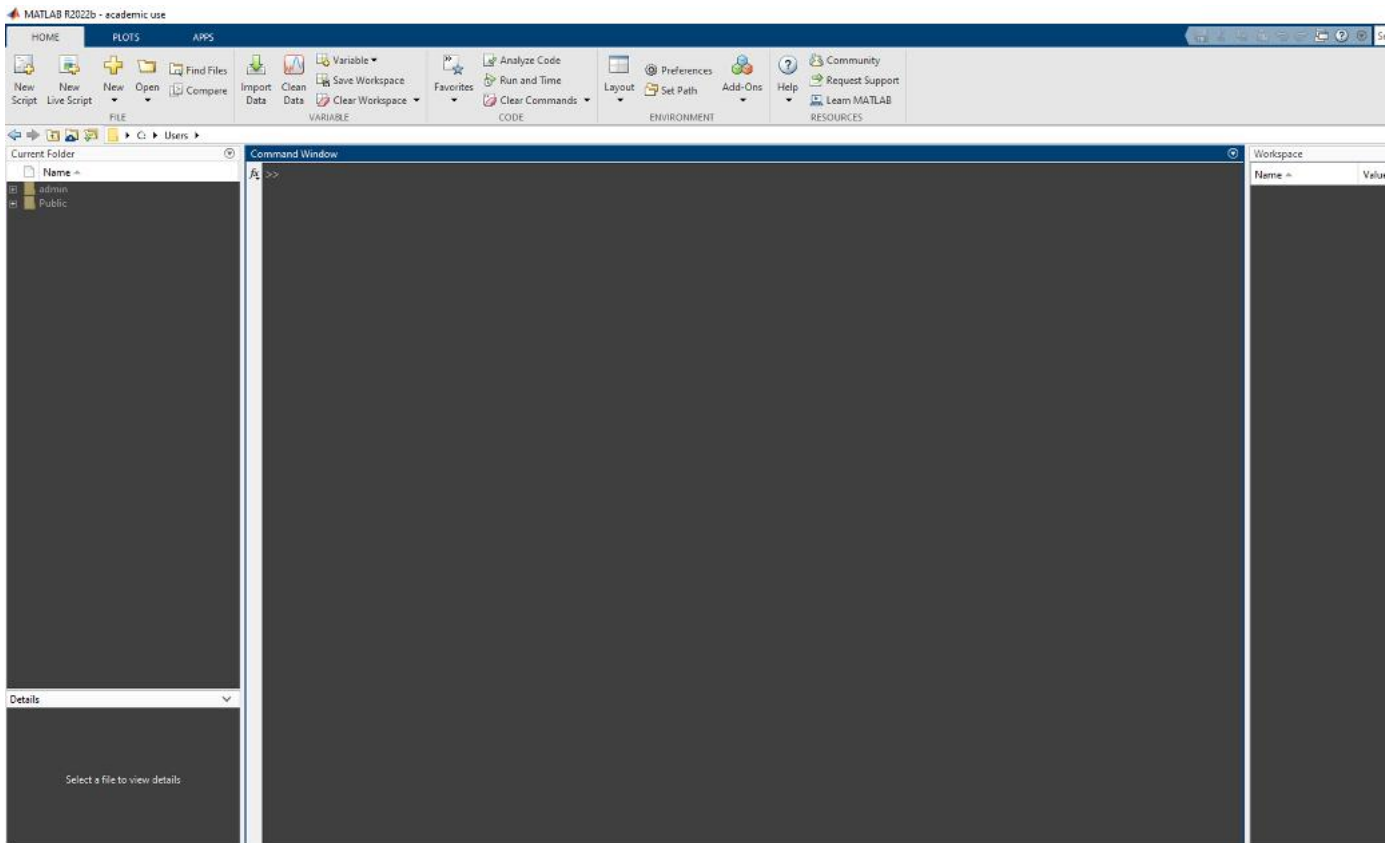 MATLAB R2022b - academic use
HOME PLOTS APPS
New Script
New Live Script
New
Open
Find Files
Compare
FILE
Import Data
Clean Data
Variable
Save Workspace
Clear Workspace
VARIABLE
Favorites
Analyze Code
Run and Time
Clear Commands
CODE
Layout
Preferences
Set Path
Add-Ons
ENVIRONMENT
Help
Community
Request Support
Learn MATLAB
RESOURCES
C: Users
Current Folder
Name
admin
Public
Details
Select a file to view details
Command Window
fx >>
Workspace
Name Value